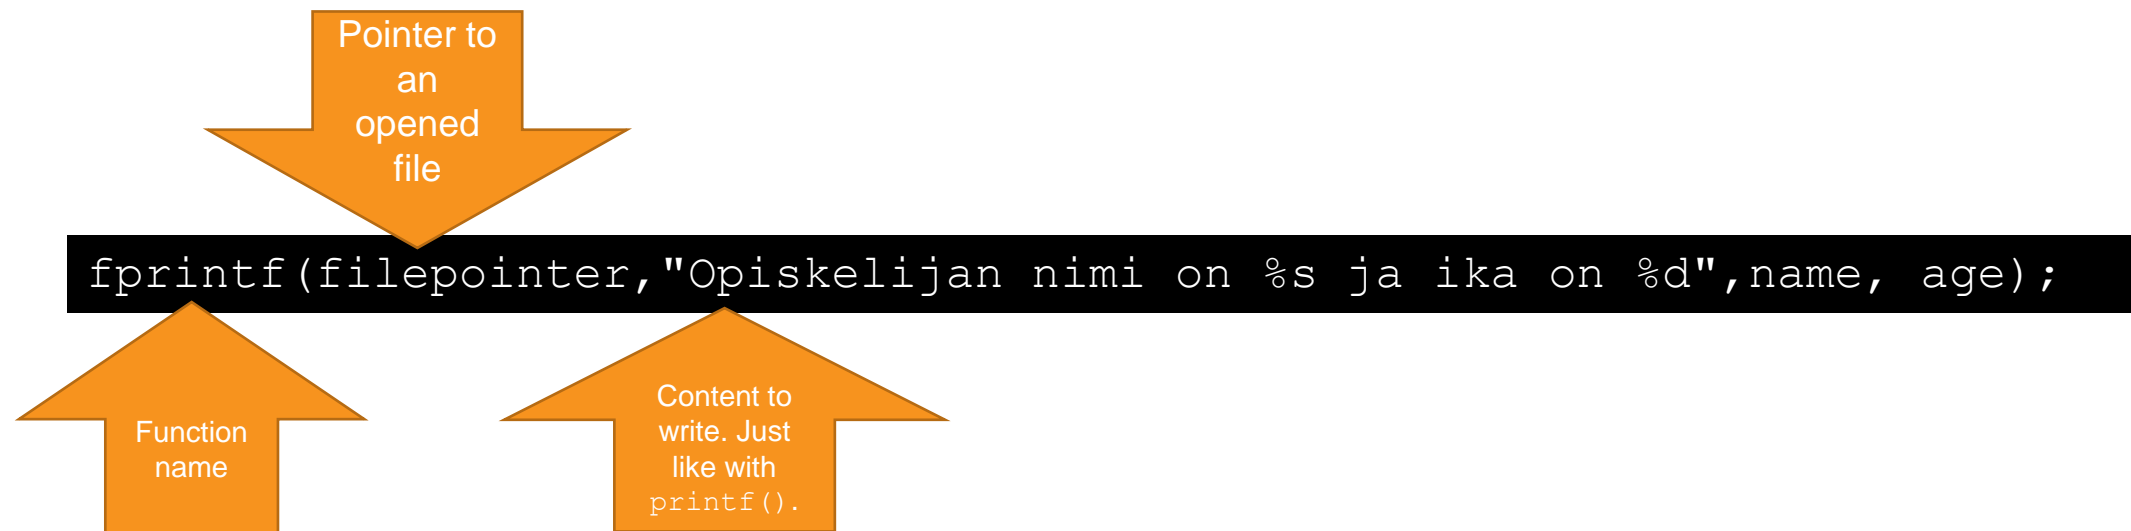 Pointer to
an
opened
file
fprintf(filepointer,"Opiskelijan nimi on %s ja ika on %d",name, age);
Function
name
Content to
write. Just
like with
printf().